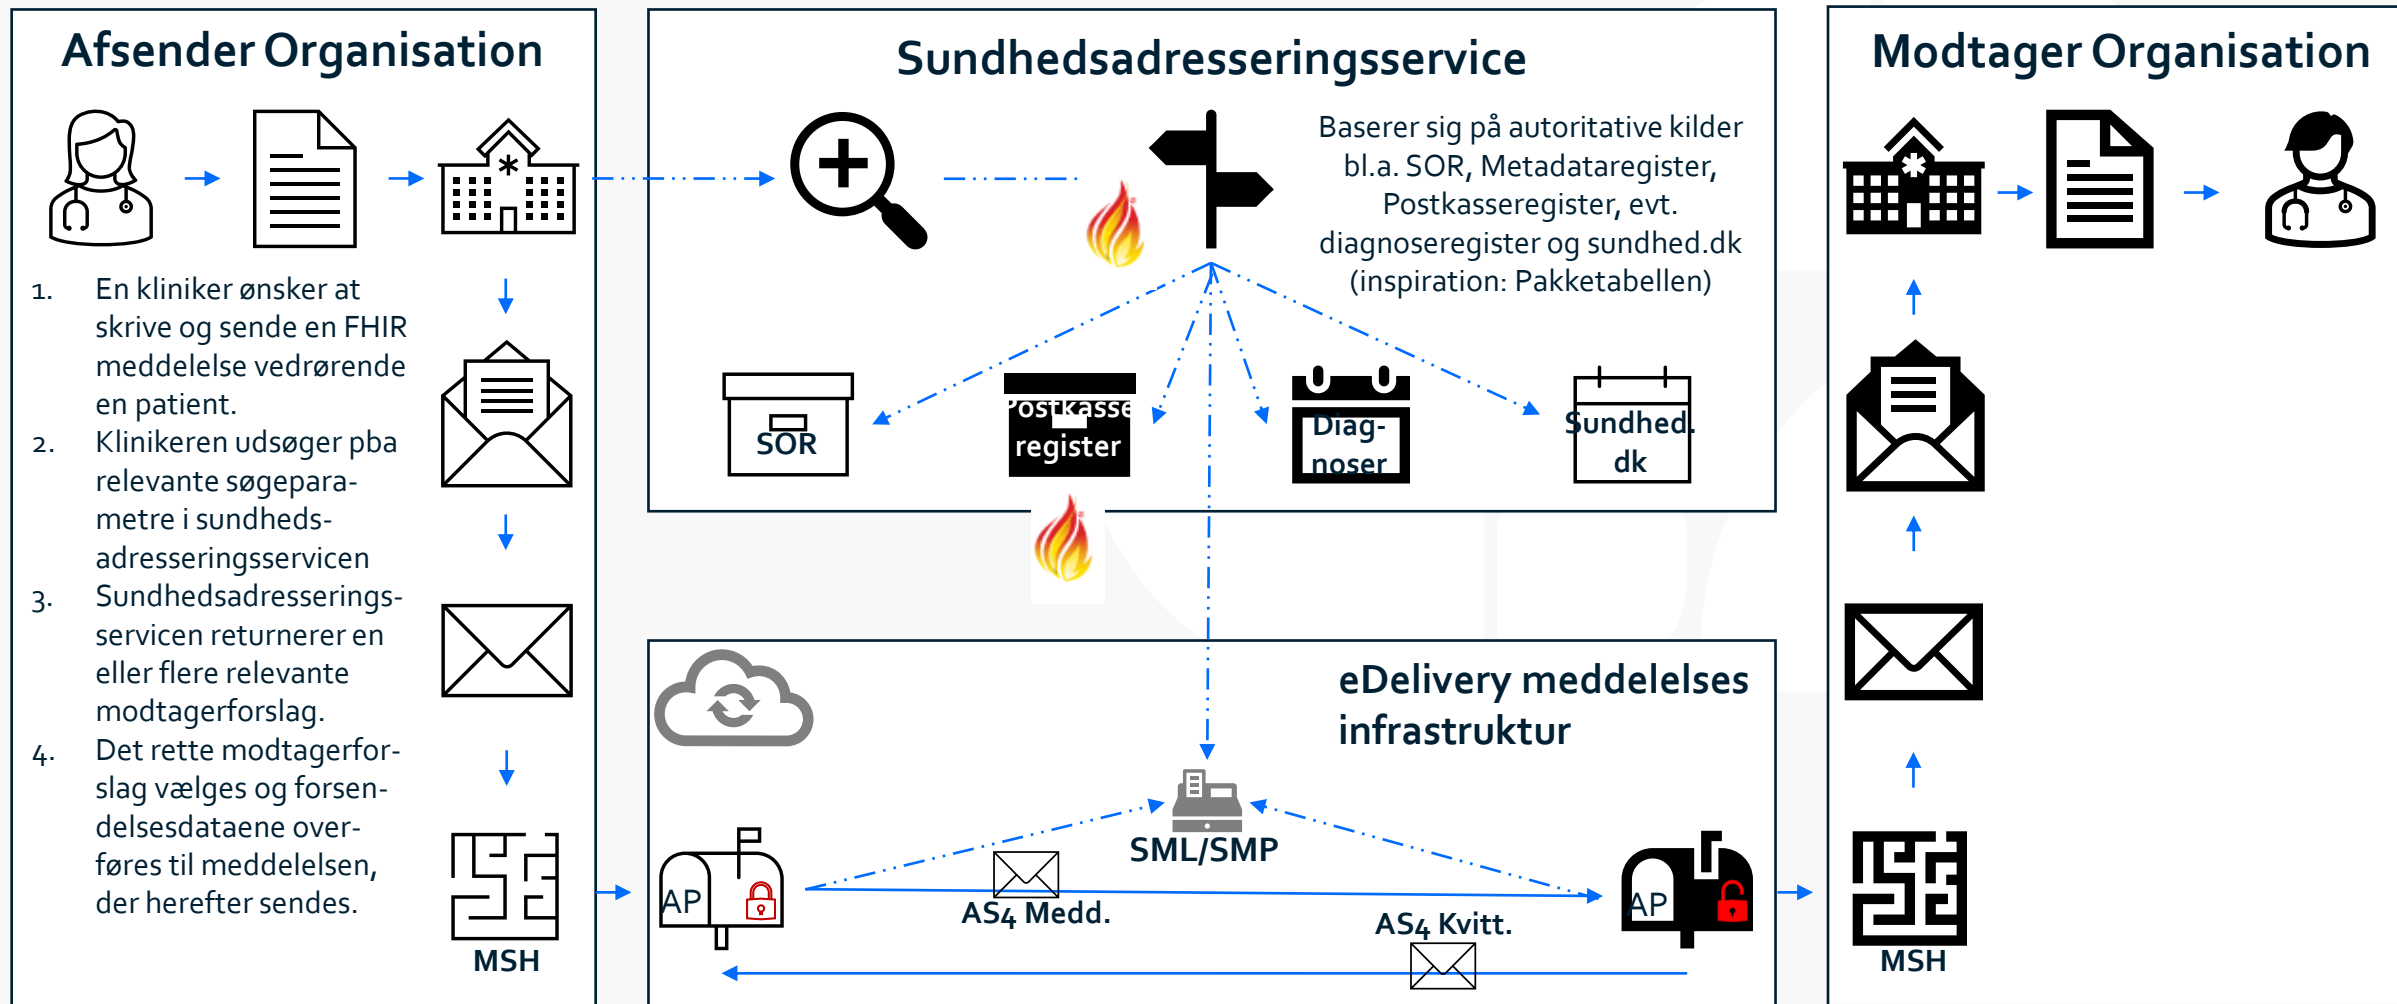 Afsender Organisation
1. En kliniker ønsker at
skrive og sende en FHIR
meddelelse vedrørende
en patient.
2. Klinikeren udsøger pba
relevante søgepara-
metre i sundheds-
adresseringsservicen
3. Sundhedsadresserings-
servicen returnerer en
eller flere relevante
modtagerforslag.
4. Det rette modtagerfor-
slag vælges og forsen-
delsesdataene over-
føres til meddelelsen,
der herefter sendes.
MSH
Sundhedsadresseringsservice
Baserer sig på autoritative kilder
bl.a. SOR, Metadataregister,
Postkasseregister, evt.
diagnoseregister og sundhed.dk
(inspiration: Pakketabellen)
SOR
Postkasse
register
Diag-
noser
Sundhed.
dk
eDelivery meddelelses
infrastruktur
SML/SMP
AP
AS4 Medd.
AS4 Kvitt.
AP
Modtager Organisation
MSH